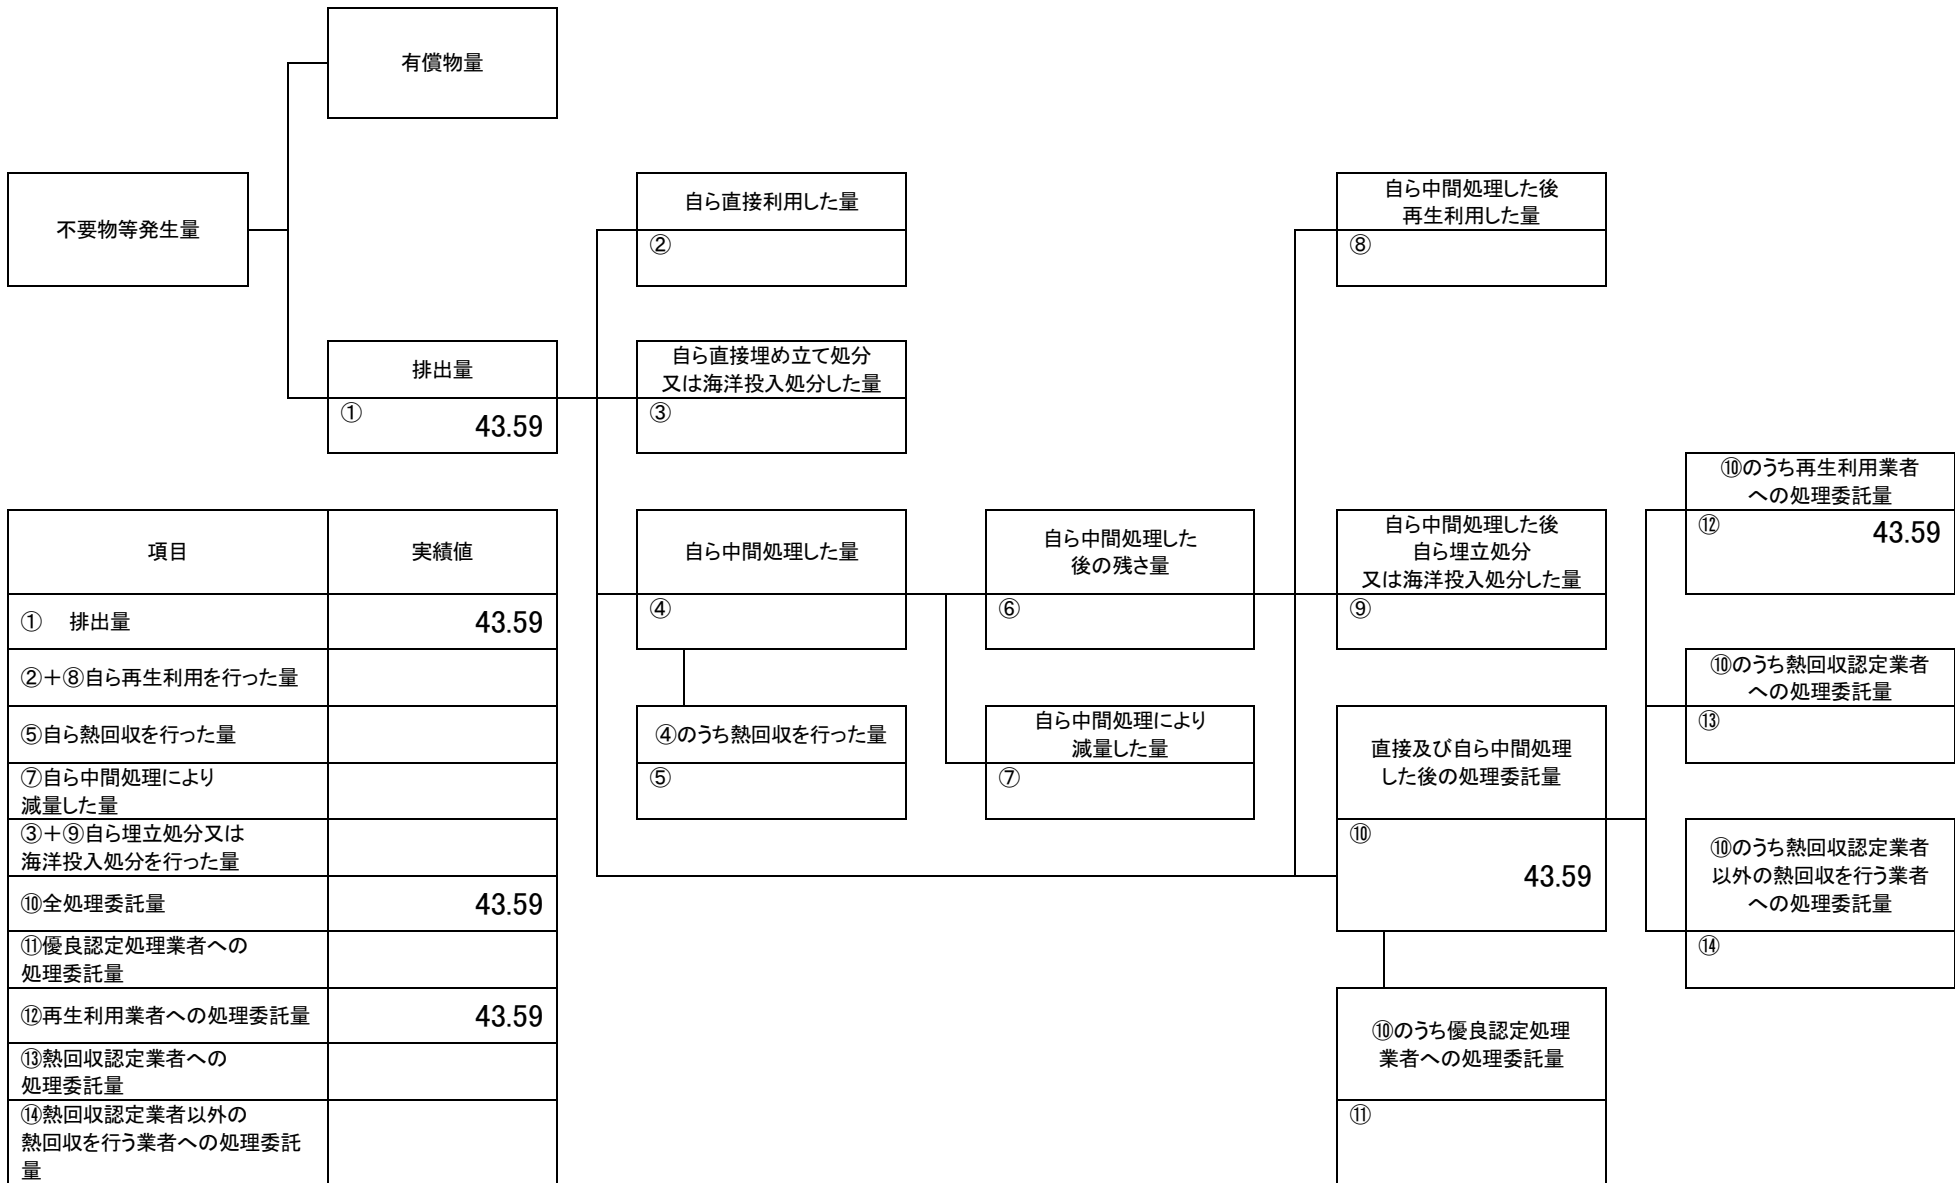 有償物量
不要物等発生量
自ら直接利用した量
②
自ら中間処理した後
再生利用した量
⑧
排出量
①
43.59
自ら直接埋め立て処分
又は海洋投入処分した量
③
⑩のうち再生利用業者
への処理委託量
⑫
43.59
自ら中間処理した量
④
自ら中間処理した
後の残さ量
⑥
自ら中間処理した後
自ら埋立処分
又は海洋投入処分した量
⑨
⑩のうち熱回収認定業者
への処理委託量
⑬
④のうち熱回収を行った量
⑤
自ら中間処理により
減量した量
⑦
直接及び自ら中間処理
した後の処理委託量
⑩
43.59
⑩のうち熱回収認定業者
以外の熱回収を行う業者
への処理委託量
⑭
⑩のうち優良認定処理
業者への処理委託量
⑪
項目 実績値
① 排出量 43.59
②＋⑧自ら再生利用を行った量
⑤自ら熱回収を行った量
⑦自ら中間処理により
減量した量
③＋⑨自ら埋立処分又は
海洋投入処分を行った量
⑩全処理委託量 43.59
⑪優良認定処理業者への
処理委託量
⑫再生利用業者への処理委託量 43.59
⑬熱回収認定業者への
処理委託量
⑭熱回収認定業者以外の
熱回収を行う業者への処理委託
量